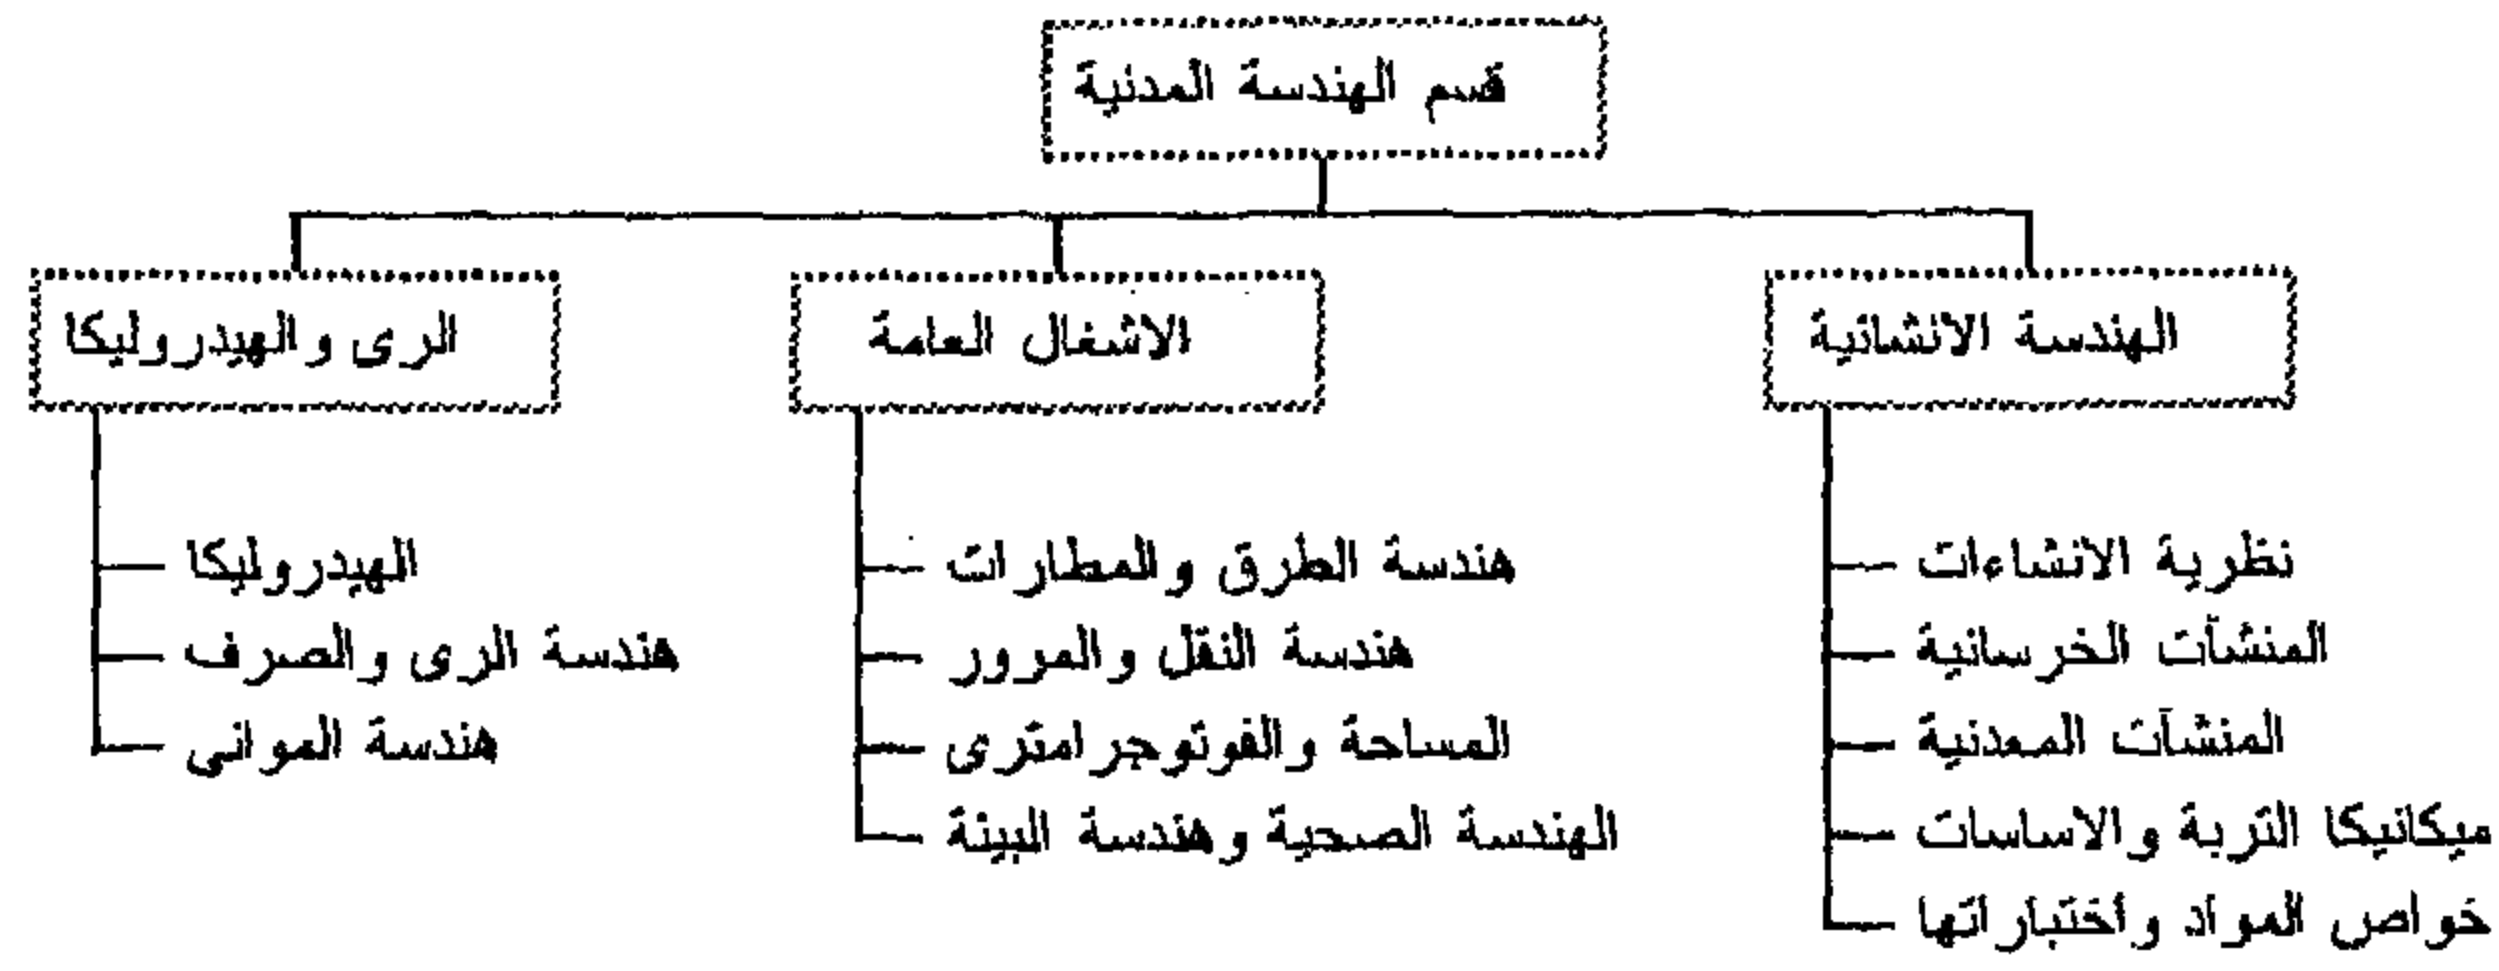 قسم الهندسة المدنية
الهندسة الانشائية
نظرية الانشاءات
المنشآت الخرسانية
المنشآت المعدنية
ميكانيكا التربة والاساسات
خواص المواد واختباراتها
الاشغال العامة
هندسة الطرق والمطارات
هندسة النقل والمرور
المساحة والفوتوجرامترى
الهندسة الصحية وهندسة البيئة
الرى والهيدروليكا
الهيدروليكا
هندسة الرى والصرف
هندسة الموانى